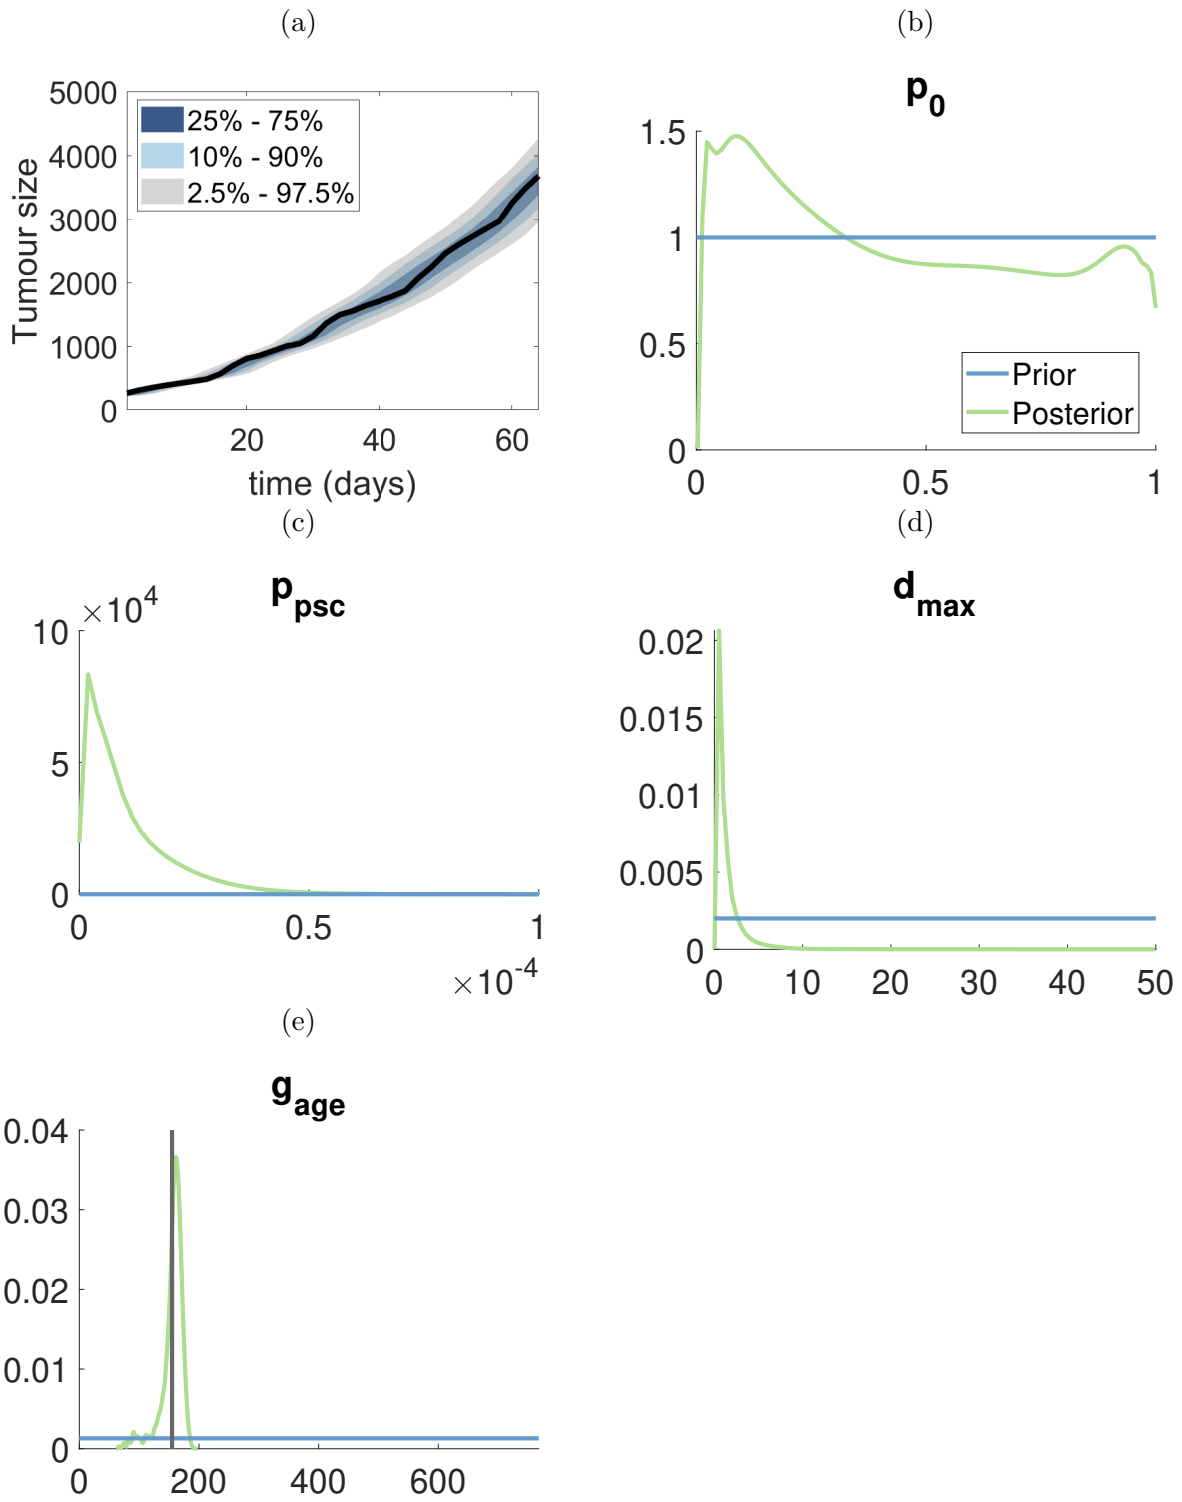 (a)
5000
4000
3000
2000
1000
0
Tumour size
25% - 75%
10% - 90%
2.5% - 97.5%
20 40 60
time (days)
(b)
p0
1.5
1
0.5
0
Prior
Posterior
0 0.5 1
(c)
ppsc
×10^4
10
5
0
0 0.5 1
×10^-4
(d)
dmax
0.02
0.015
0.01
0.005
0
0 10 20 30 40 50
(e)
gage
0.04
0.03
0.02
0.01
0
0 200 400 600